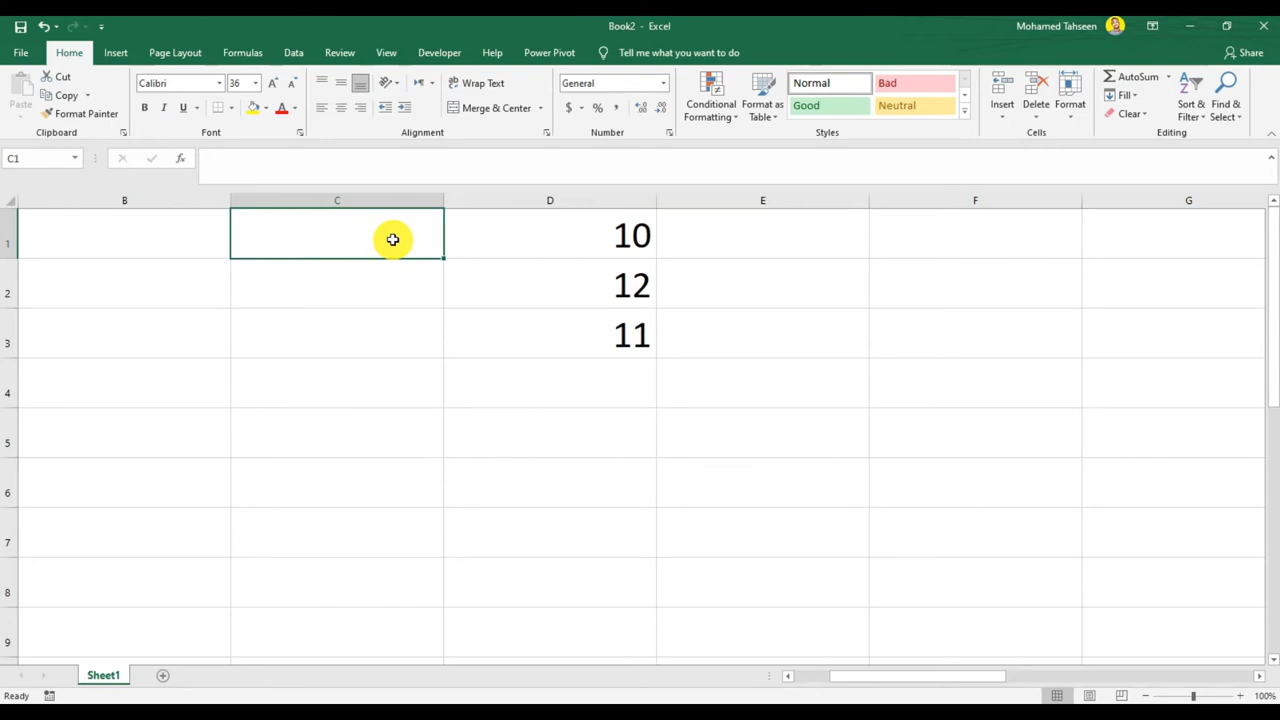 Book2 - Excel
Mohamed Tahseen
File Home Insert Page Layout Formulas Data Review View Developer Help Power Pivot Tell me what you want to do Share
Paste
Cut
Copy
Format Painter
Clipboard
Calibri 36
B I U
Font
Wrap Text
Merge & Center
Alignment
General
$ % ,
Number
Conditional Formatting
Format as Table
Normal Bad
Good Neutral
Styles
Insert Delete Format
Cells
AutoSum
Fill
Clear
Sort & Filter
Find & Select
Editing
C1 fx
B C D E F G
1 10
2 12
3 11
4
5
6
7
8
9
Sheet1
Ready 100%